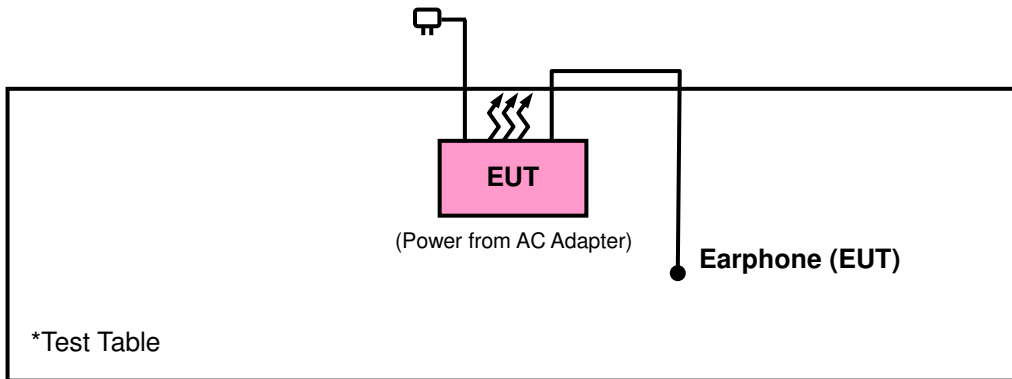 EUT
(Power from AC Adapter)
Earphone (EUT)
*Test Table